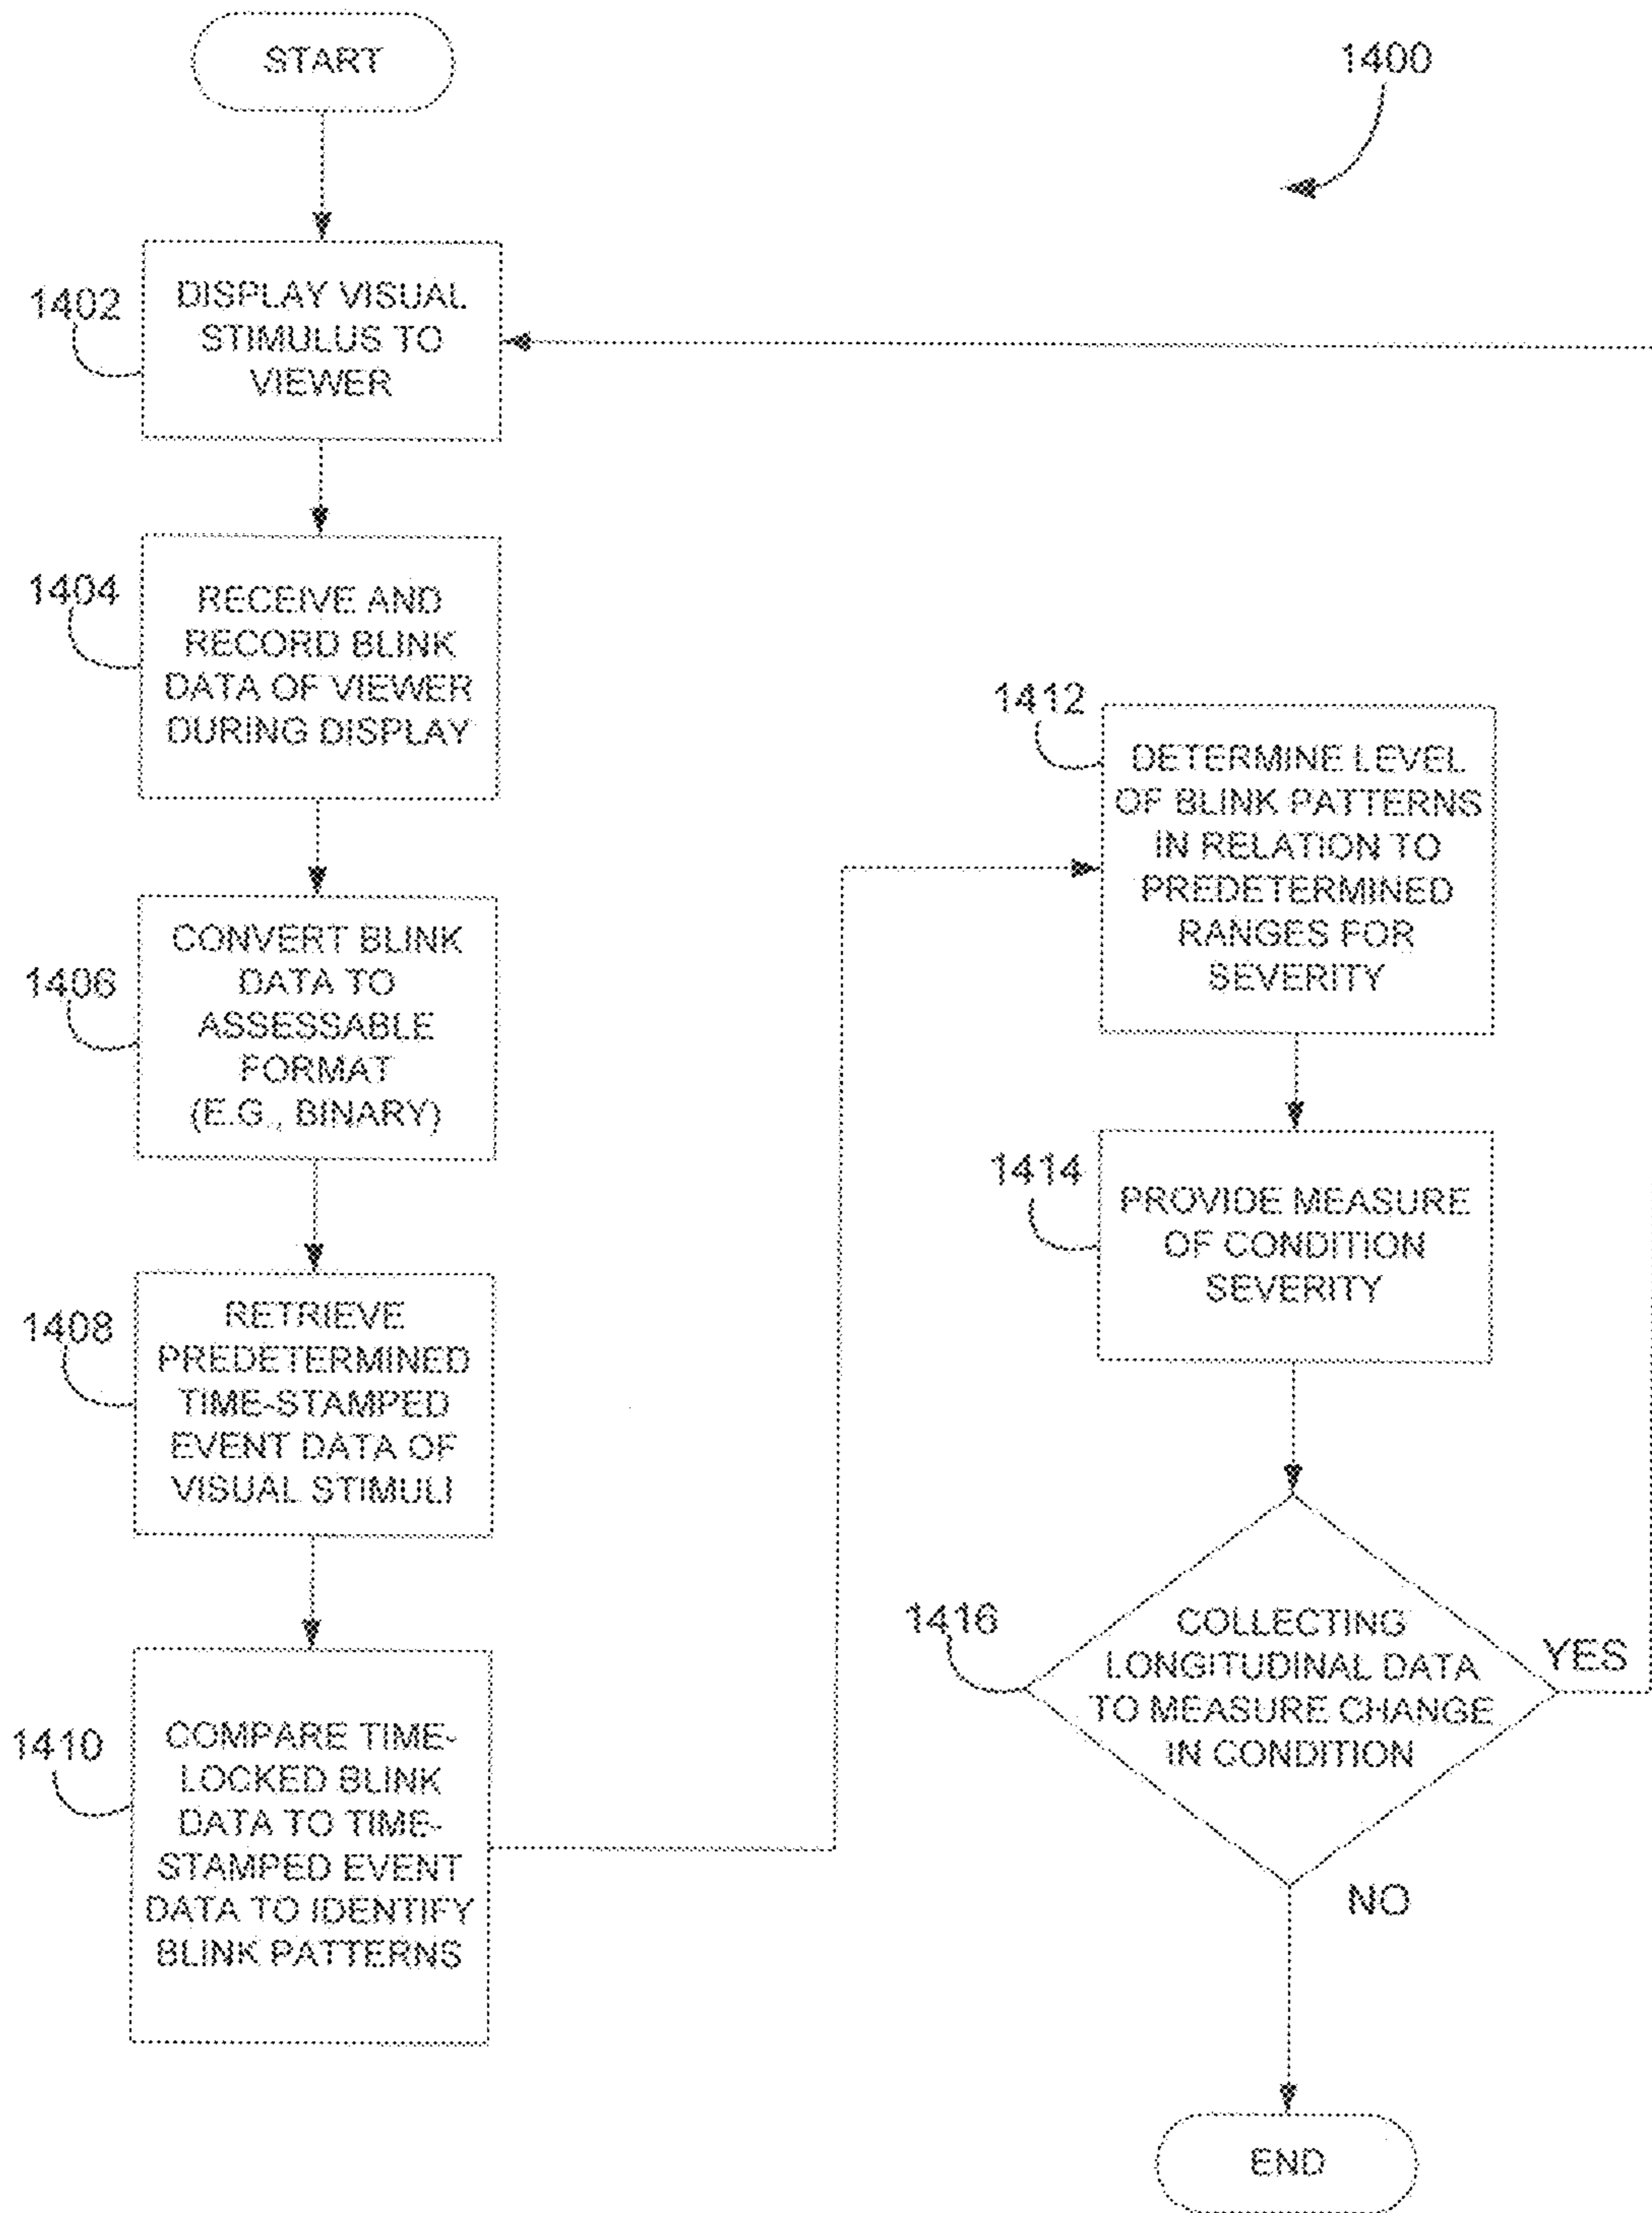 START
1400
1402
DISPLAY VISUAL
STIMULUS TO
VIEWER
1404
RECEIVE AND
RECORD BLINK
DATA OF VIEWER
DURING DISPLAY
1406
CONVERT BLINK
DATA TO
ASSESSABLE
FORMAT
(E.G., BINARY)
1408
RETRIEVE
PREDETERMINED
TIME-STAMPED
EVENT DATA OF
VISUAL STIMULI
1410
COMPARE TIME-
LOCKED BLINK
DATA TO TIME-
STAMPED EVENT
DATA TO IDENTIFY
BLINK PATTERNS
1412
DETERMINE LEVEL
OF BLINK PATTERNS
IN RELATION TO
PREDETERMINED
RANGES FOR
SEVERITY
1414
PROVIDE MEASURE
OF CONDITION
SEVERITY
1416
COLLECTING
LONGITUDINAL DATA
TO MEASURE CHANGE
IN CONDITION
YES
NO
END